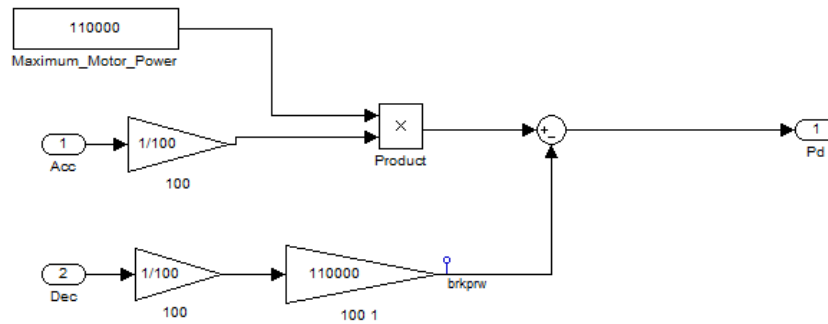 110000
Maximum_Motor_Power
1
Acc
1/100
100
×
Product
+
−
1
Pd
2
Dec
1/100
100
110000
100 1
brkprw